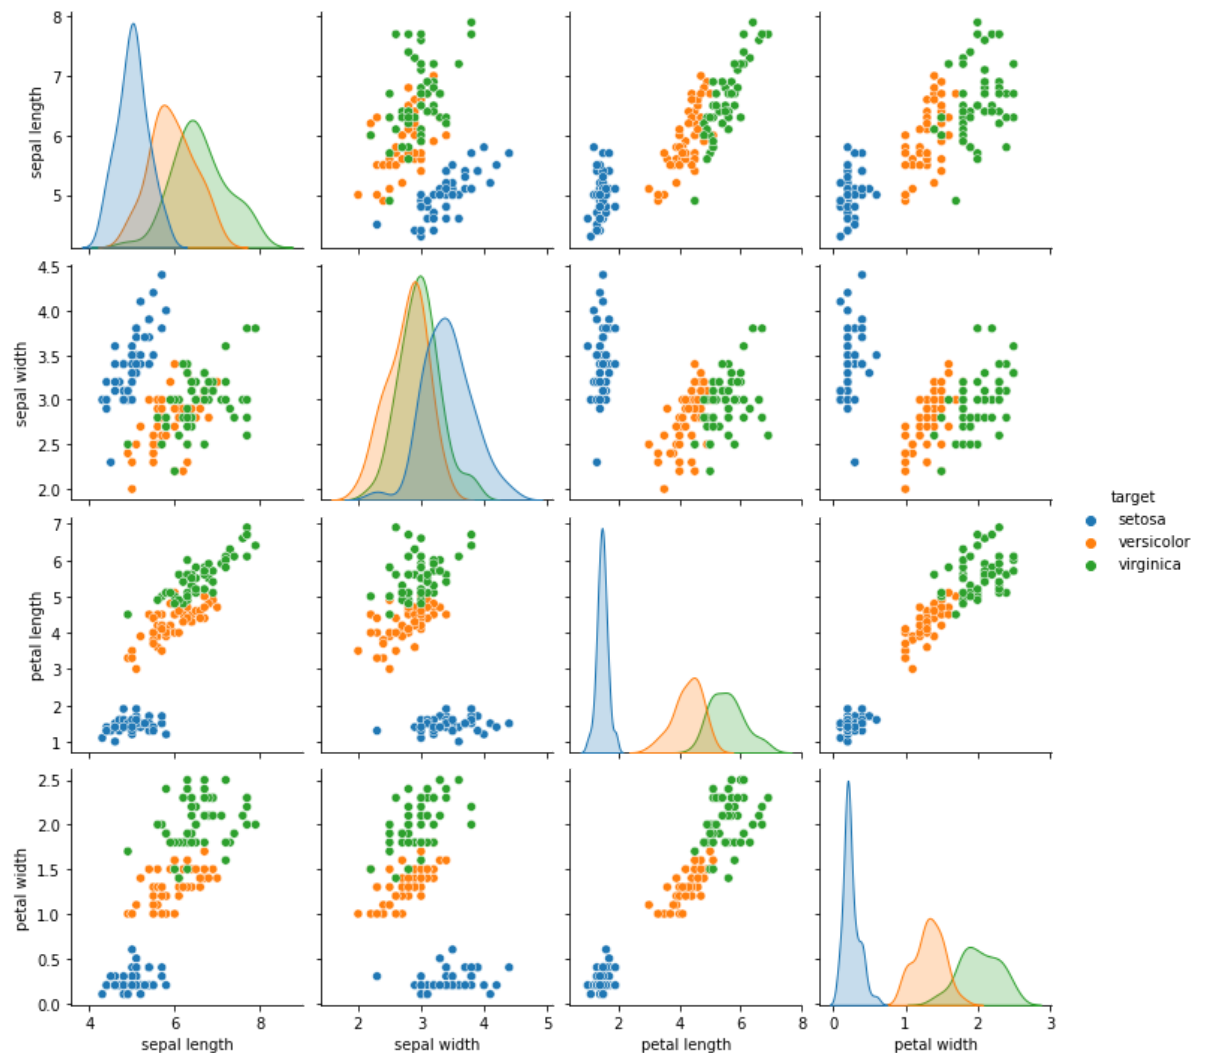 8
7
6
5
sepal length
4.5
4.0
3.5
3.0
2.5
2.0
sepal width
target
setosa
versicolor
virginica
7
6
5
4
3
2
1
petal length
2.5
2.0
1.5
1.0
0.5
0.0
petal width
4 6 8
2 3 4 5
2 4 6 8
0 1 2 3
sepal length
sepal width
petal length
petal width